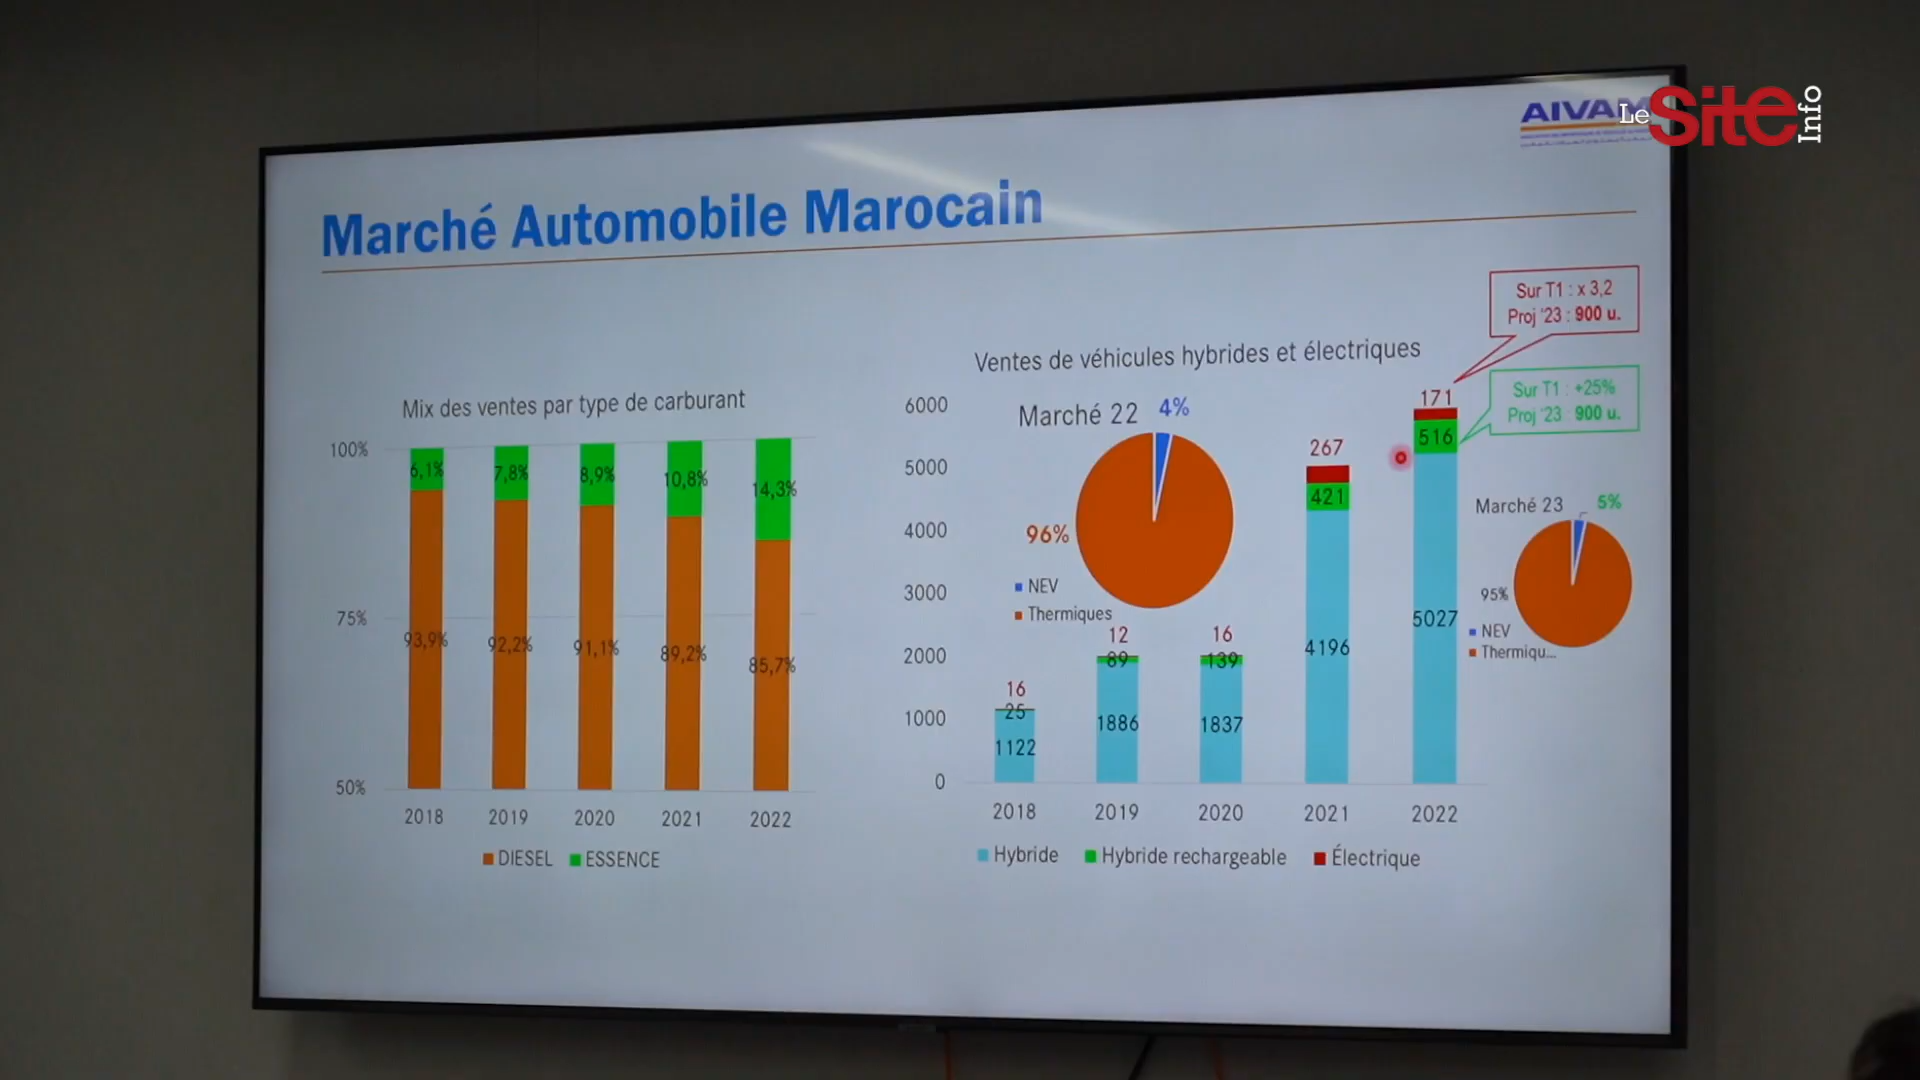 AIVAM
Le Site Info
Marché Automobile Marocain
Sur T1 : x 3,2
Proj '23 : 900 u.
Sur T1 : +25%
Proj '23 : 900 u.
Mix des ventes par type de carburant
100%
75%
50%
6,1%
7,8%
8,9%
10,8%
14,3%
93,9%
92,2%
91,1%
89,2%
85,7%
2018
2019
2020
2021
2022
DIESEL
ESSENCE
Ventes de véhicules hybrides et électriques
6000
5000
4000
3000
2000
1000
0
Marché 22
4%
96%
NEV
Thermiques
16
25
1122
12
89
1886
16
139
1837
267
421
4196
171
516
5027
2018
2019
2020
2021
2022
Hybride
Hybride rechargeable
Électrique
Marché 23
5%
95%
NEV
Thermiqu...